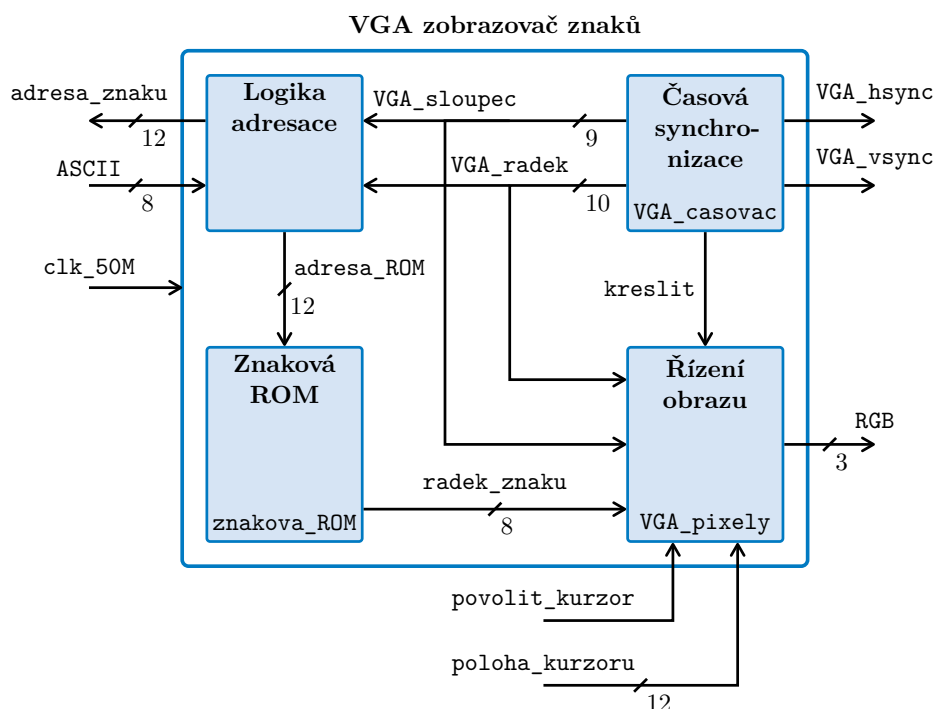 VGA zobrazovač znaků
adresa_znaku
12
ASCII
8
clk_50M
Logika
adresace
VGA_sloupec
9
VGA_radek
10
Časová
synchro-
nizace
VGA_casovac
VGA_hsync
VGA_vsync
adresa_ROM
12
kreslit
Znaková
ROM
znakova_ROM
radek_znaku
8
Řízení
obrazu
VGA_pixely
RGB
3
povolit_kurzor
poloha_kurzoru
12